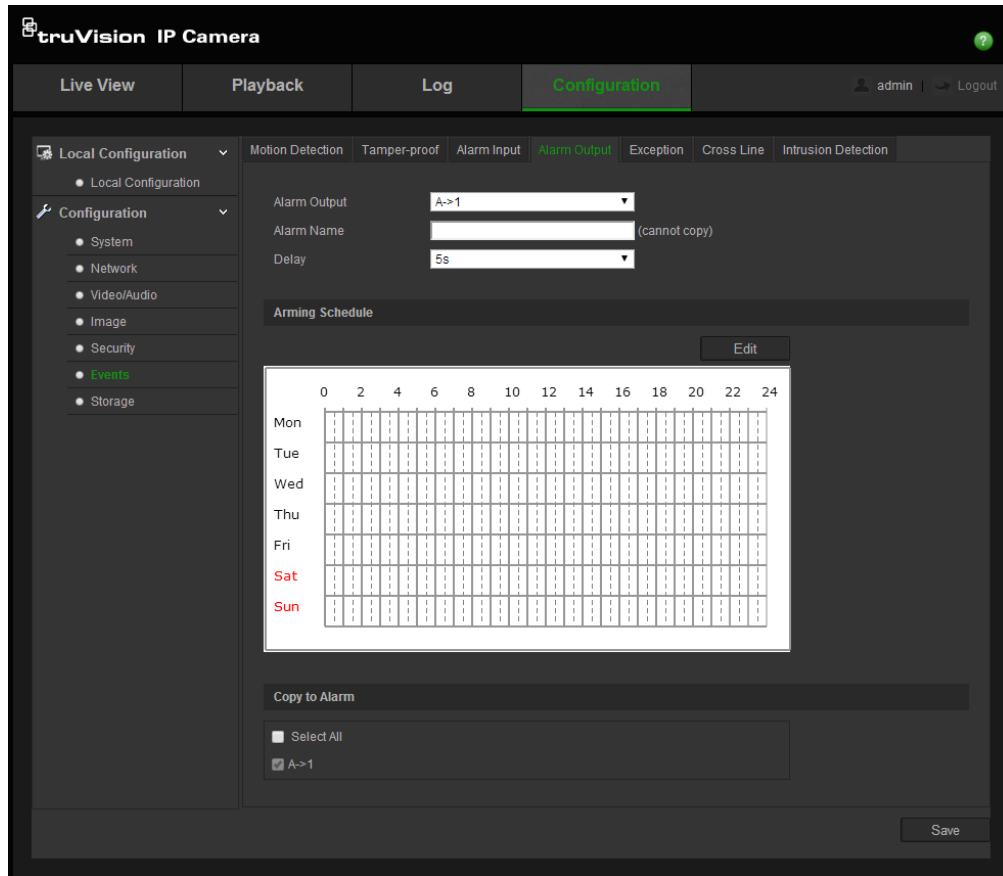 truVision IP Camera
?
Live View Playback Log Configuration admin | Logout
Local Configuration
Local Configuration
Configuration
System
Network
Video/Audio
Image
Security
Events
Storage
Motion Detection Tamper-proof Alarm Input Alarm Output Exception Cross Line Intrusion Detection
Alarm Output A->1
Alarm Name (cannot copy)
Delay 5s
Arming Schedule
Edit
0 2 4 6 8 10 12 14 16 18 20 22 24
Mon
Tue
Wed
Thu
Fri
Sat
Sun
Copy to Alarm
Select All
A->1
Save